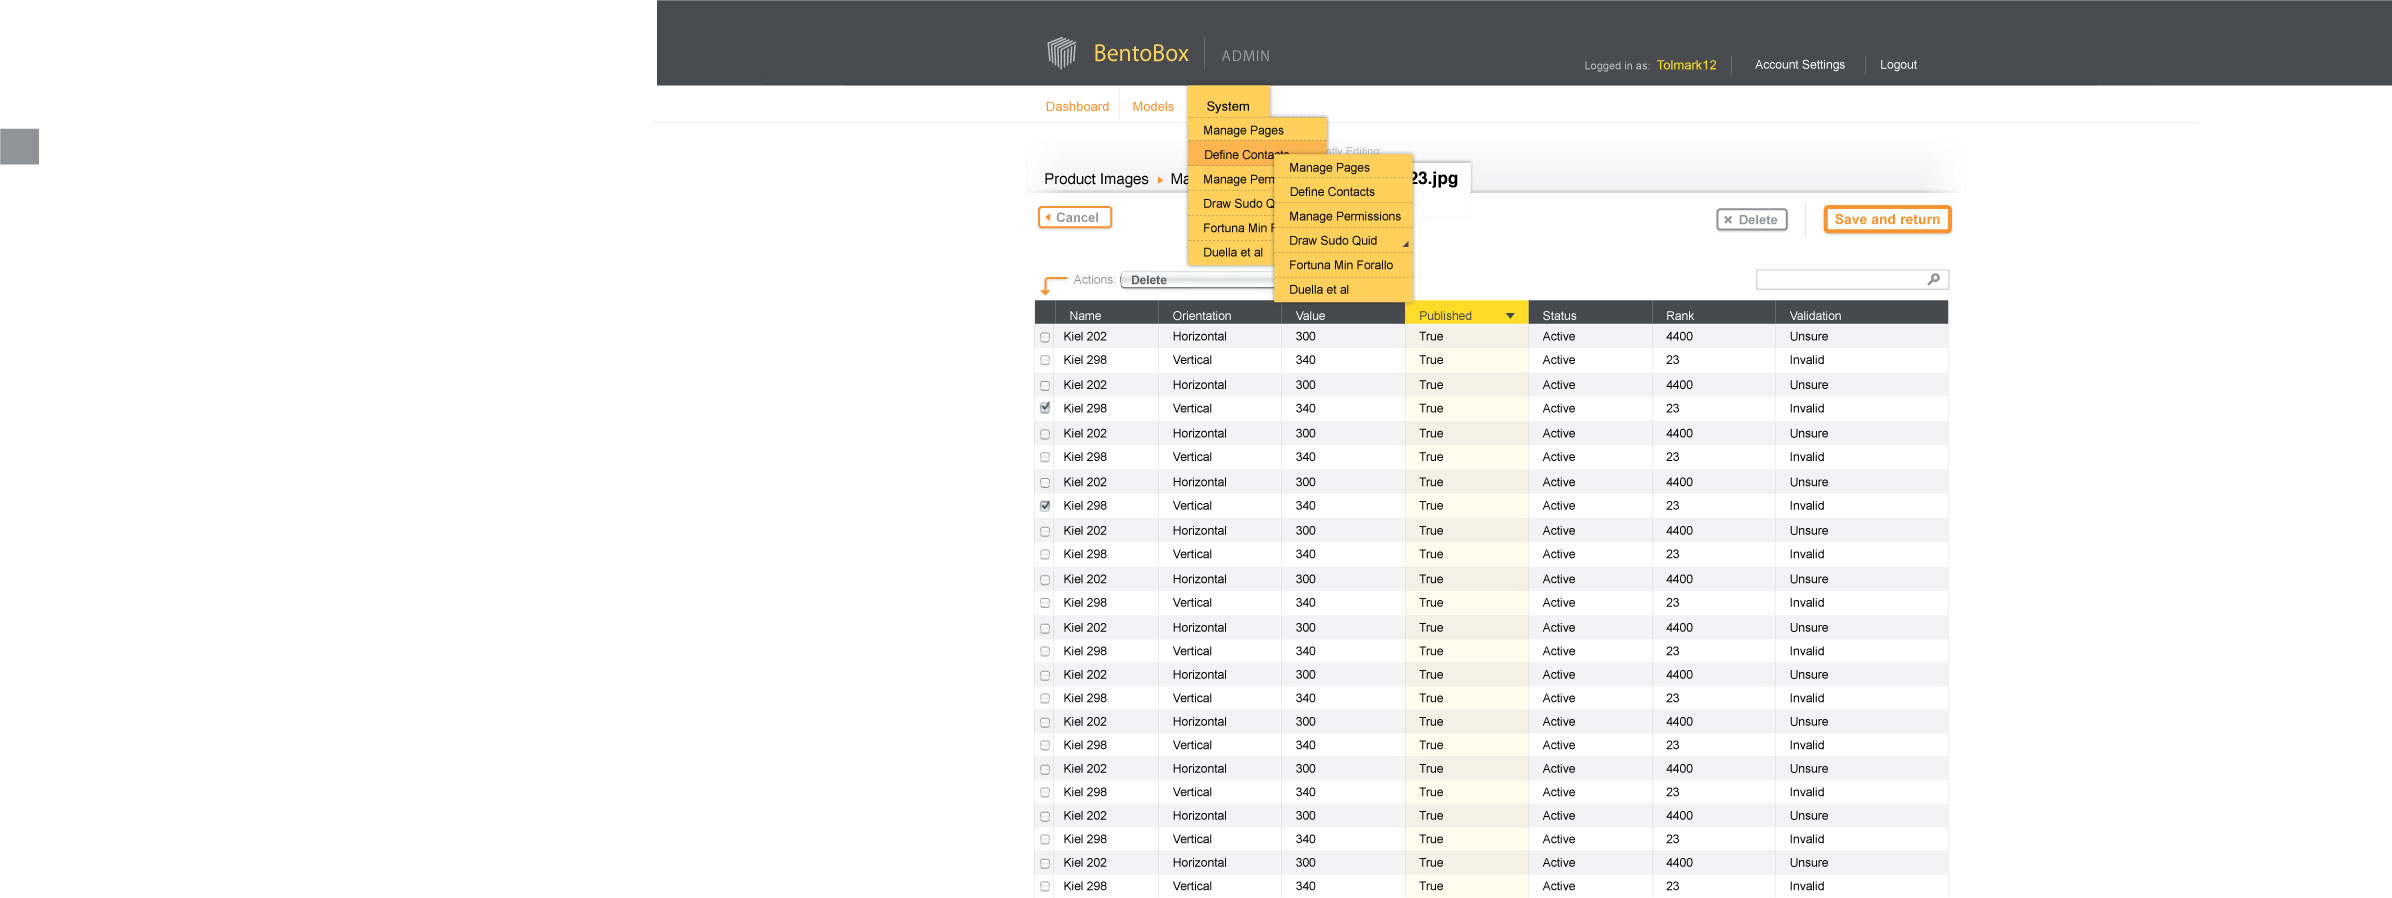 BentoBox ADMIN
Logged in as: Tolmark12 Account Settings Logout
Dashboard Models System
Manage Pages
Define Contacts
Manage Pages
Product Images Ma 23.jpg
Manage Perm
Define Contacts
Draw Sudo Q
Manage Permissions
Cancel Delete Save and return
Fortuna Min F
Draw Sudo Quid
Duella et al
Fortuna Min Forallo
Actions: Delete
Duella et al
Name Orientation Value Published Status Rank Validation
Kiel 202 Horizontal 300 True Active 4400 Unsure
Kiel 298 Vertical 340 True Active 23 Invalid
Kiel 202 Horizontal 300 True Active 4400 Unsure
Kiel 298 Vertical 340 True Active 23 Invalid
Kiel 202 Horizontal 300 True Active 4400 Unsure
Kiel 298 Vertical 340 True Active 23 Invalid
Kiel 202 Horizontal 300 True Active 4400 Unsure
Kiel 298 Vertical 340 True Active 23 Invalid
Kiel 202 Horizontal 300 True Active 4400 Unsure
Kiel 298 Vertical 340 True Active 23 Invalid
Kiel 202 Horizontal 300 True Active 4400 Unsure
Kiel 298 Vertical 340 True Active 23 Invalid
Kiel 202 Horizontal 300 True Active 4400 Unsure
Kiel 298 Vertical 340 True Active 23 Invalid
Kiel 202 Horizontal 300 True Active 4400 Unsure
Kiel 298 Vertical 340 True Active 23 Invalid
Kiel 202 Horizontal 300 True Active 4400 Unsure
Kiel 298 Vertical 340 True Active 23 Invalid
Kiel 202 Horizontal 300 True Active 4400 Unsure
Kiel 298 Vertical 340 True Active 23 Invalid
Kiel 202 Horizontal 300 True Active 4400 Unsure
Kiel 298 Vertical 340 True Active 23 Invalid
Kiel 202 Horizontal 300 True Active 4400 Unsure
Kiel 298 Vertical 340 True Active 23 Invalid